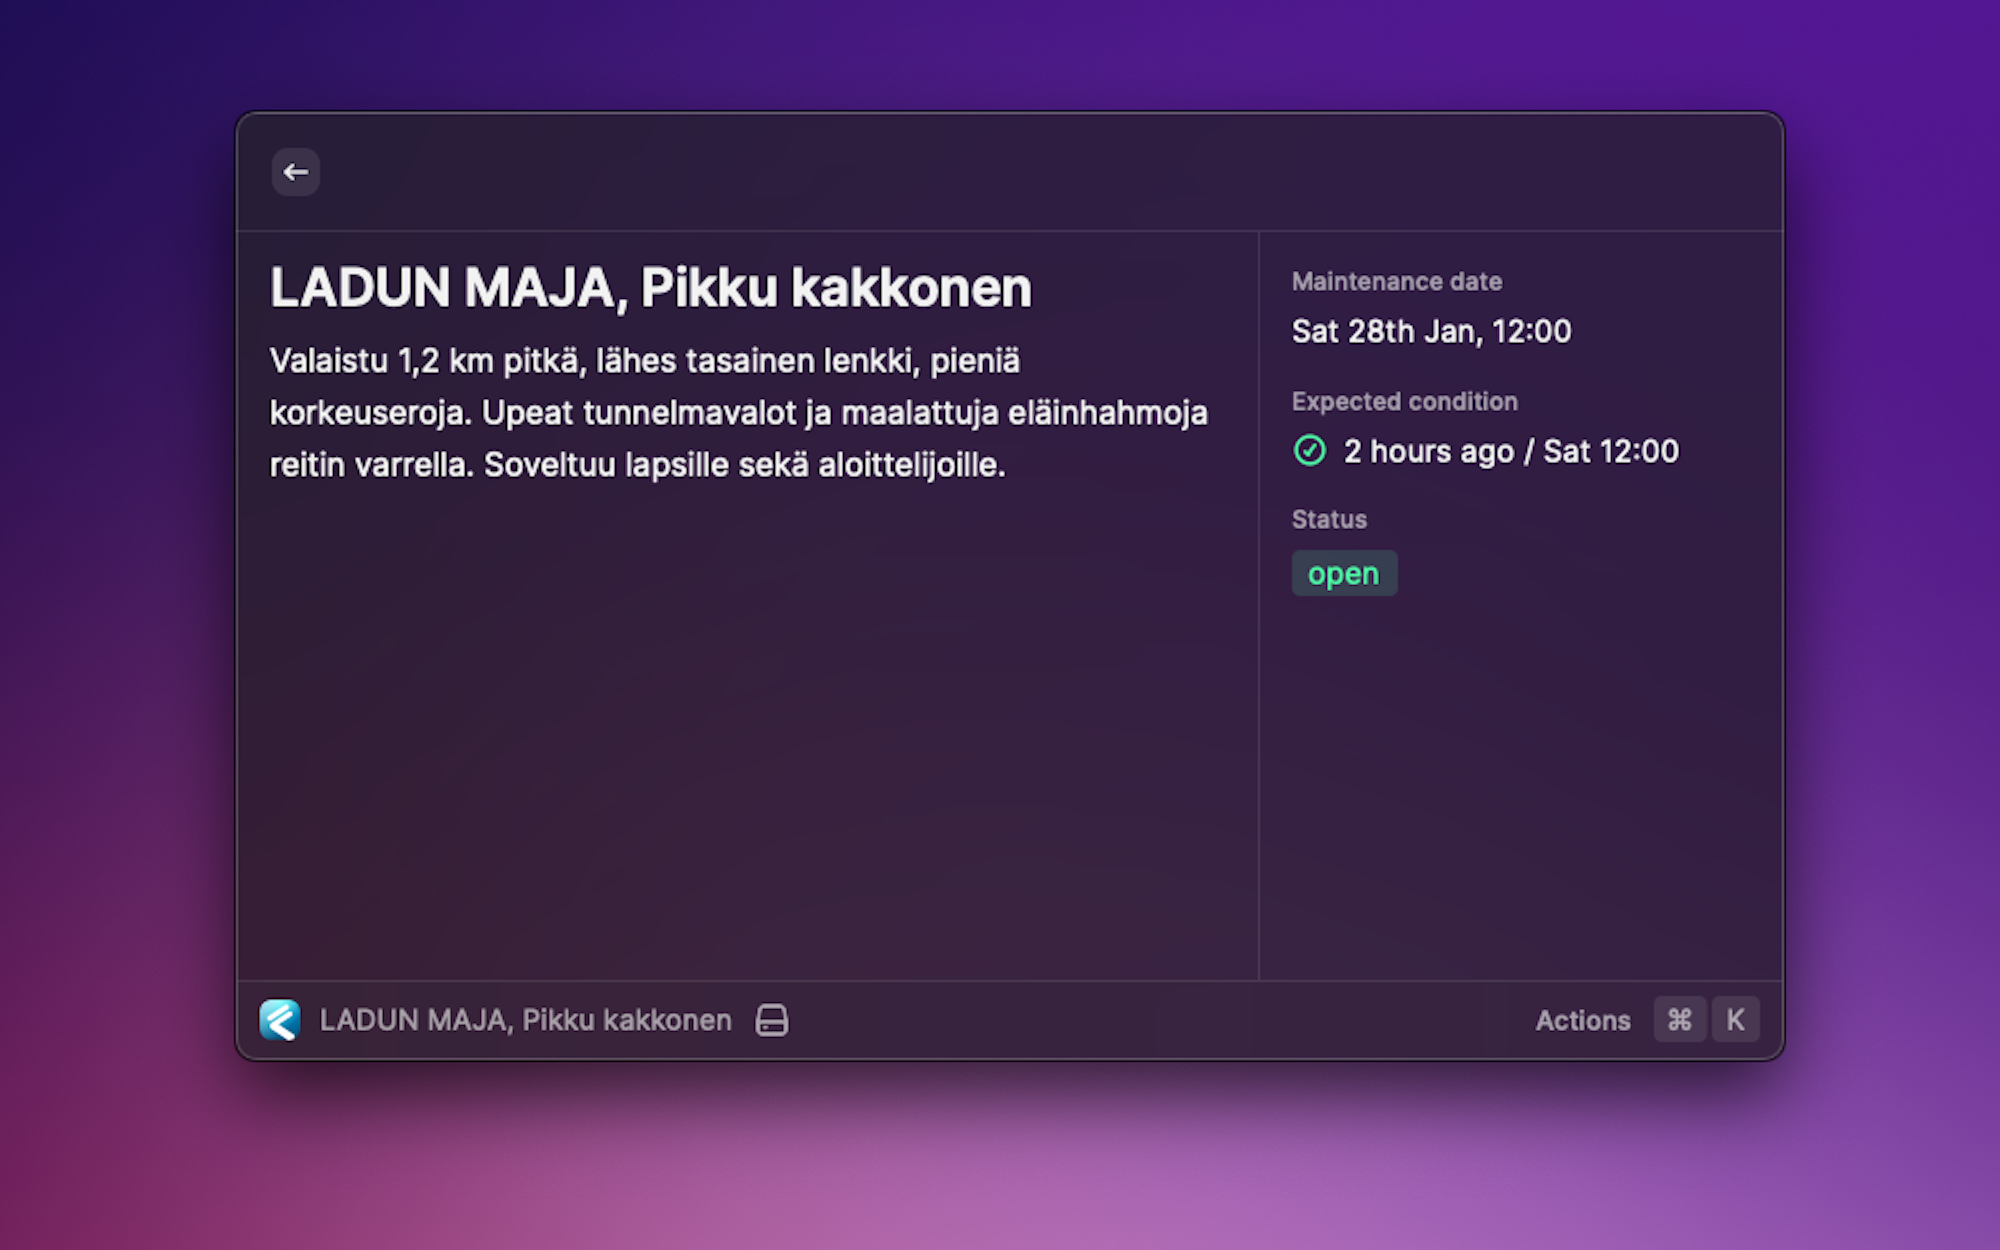 LADUN MAJA, Pikku kakkonen
Valaistu 1,2 km pitkä, lähes tasainen lenkki, pieniä
korkeuseroja. Upeat tunnelmavalot ja maalattuja eläinhahmoja
reitin varrella. Soveltuu lapsille sekä aloittelijoille.
Maintenance date
Sat 28th Jan, 12:00
Expected condition
2 hours ago / Sat 12:00
Status
open
LADUN MAJA, Pikku kakkonen
Actions ⌘ K